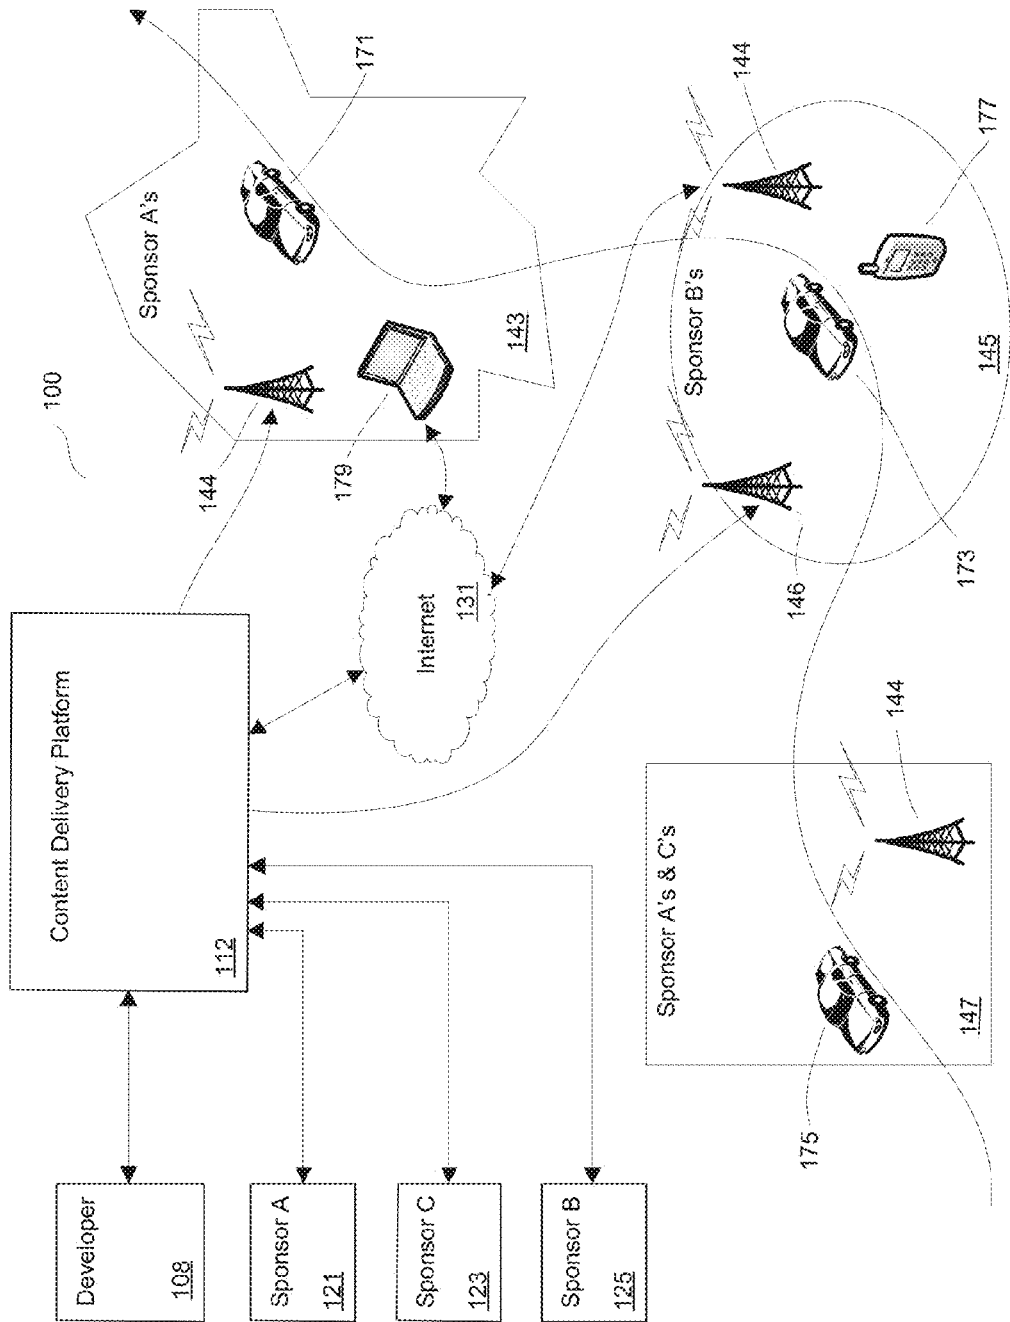 100
Developer
108
Content Delivery Platform
112
Sponsor A
121
Sponsor C
123
Sponsor B
125
Internet
131
Sponsor A's
144
179
143
171
Sponsor B's
146
144
173
177
145
Sponsor A's & C's
175
144
147